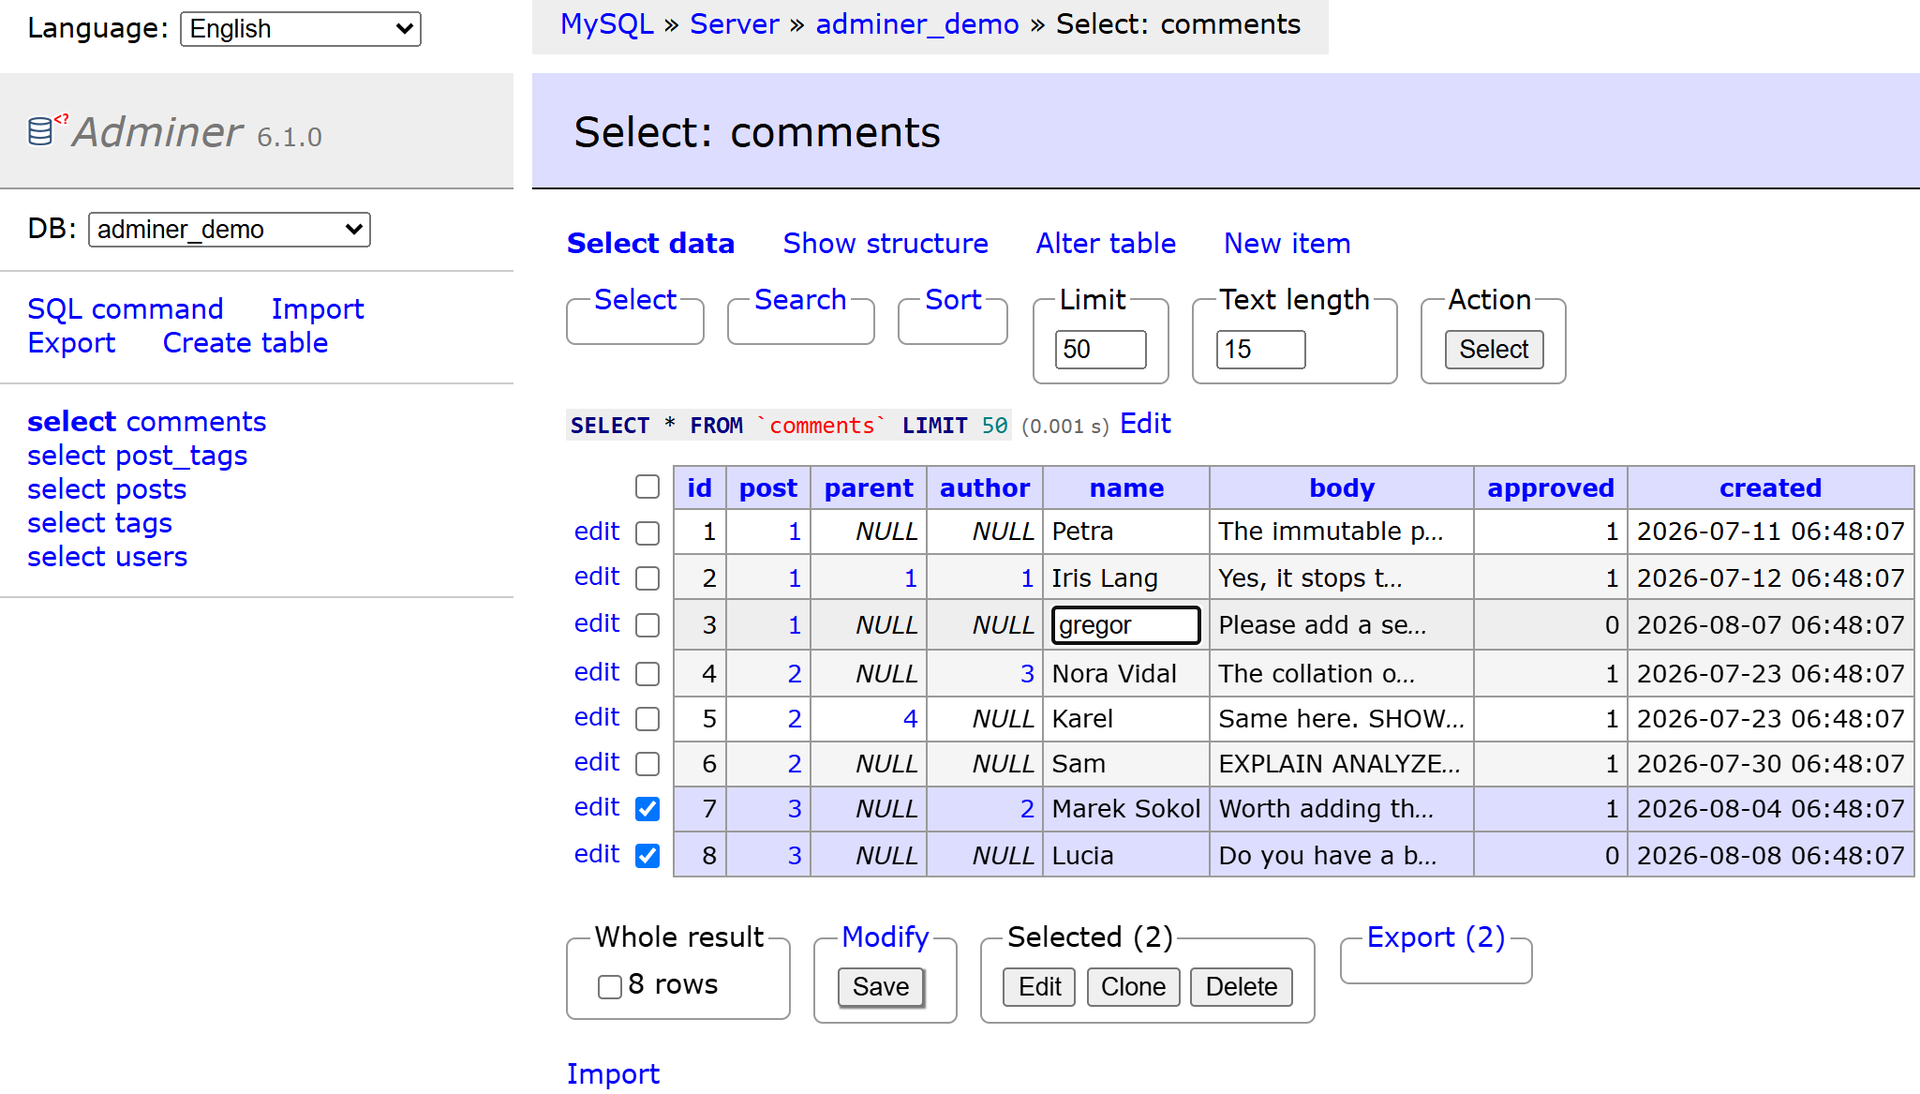 Language: English
MySQL » Server » adminer_demo » Select: comments
<? Adminer 6.1.0
Select: comments
DB: adminer_demo
SQL command Import
Export Create table
select comments
select post_tags
select posts
select tags
select users
Select data Show structure Alter table New item
Select Search Sort Limit Text length Action
50 15 Select
SELECT * FROM `comments` LIMIT 50 (0.001 s) Edit
id post parent author name body approved created
edit 1 1 NULL NULL Petra The immutable p... 1 2026-07-11 06:48:07
edit 2 1 1 1 Iris Lang Yes, it stops t... 1 2026-07-12 06:48:07
edit 3 1 NULL NULL gregor Please add a se... 0 2026-08-07 06:48:07
edit 4 2 NULL 3 Nora Vidal The collation o... 1 2026-07-23 06:48:07
edit 5 2 4 NULL Karel Same here. SHOW... 1 2026-07-23 06:48:07
edit 6 2 NULL NULL Sam EXPLAIN ANALYZE... 1 2026-07-30 06:48:07
edit 7 3 NULL 2 Marek Sokol Worth adding th... 1 2026-08-04 06:48:07
edit 8 3 NULL NULL Lucia Do you have a b... 0 2026-08-08 06:48:07
Whole result Modify Selected (2) Export (2)
8 rows Save Edit Clone Delete
Import